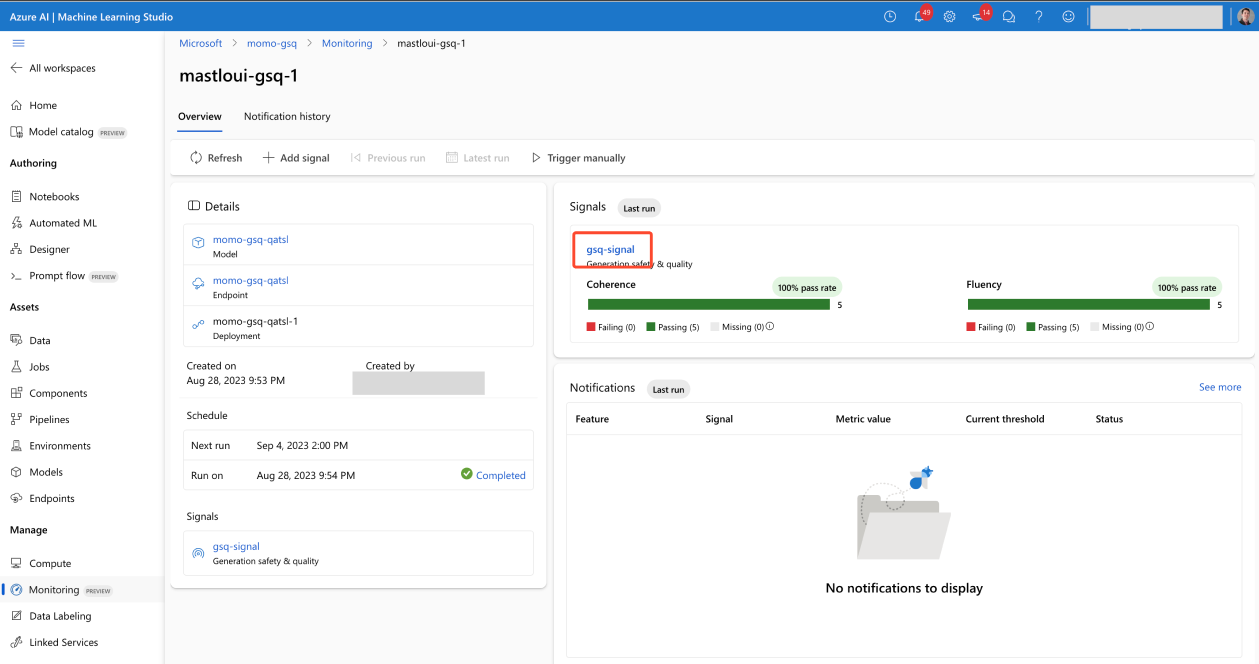 Azure AI | Machine Learning Studio
49
14
Microsoft > momo-gsq > Monitoring > mastloui-gsq-1
All workspaces
Home
Model catalog PREVIEW
Authoring
Notebooks
Automated ML
Designer
Prompt flow PREVIEW
Assets
Data
Jobs
Components
Pipelines
Environments
Models
Endpoints
Manage
Compute
Monitoring PREVIEW
Data Labeling
Linked Services
mastloui-gsq-1
Overview Notification history
Refresh Add signal Previous run Latest run Trigger manually
Details
momo-gsq-qatsl
Model
momo-gsq-qatsl
Endpoint
momo-gsq-qatsl-1
Deployment
Created on Created by
Aug 28, 2023 9:53 PM
Schedule
Next run Sep 4, 2023 2:00 PM
Run on Aug 28, 2023 9:54 PM Completed
Signals
gsq-signal
Generation safety & quality
Signals Last run
gsq-signal
Generation safety & quality
Coherence 100% pass rate
5
Failing (0) Passing (5) Missing (0)
Fluency 100% pass rate
5
Failing (0) Passing (5) Missing (0)
Notifications Last run See more
Feature Signal Metric value Current threshold Status
No notifications to display